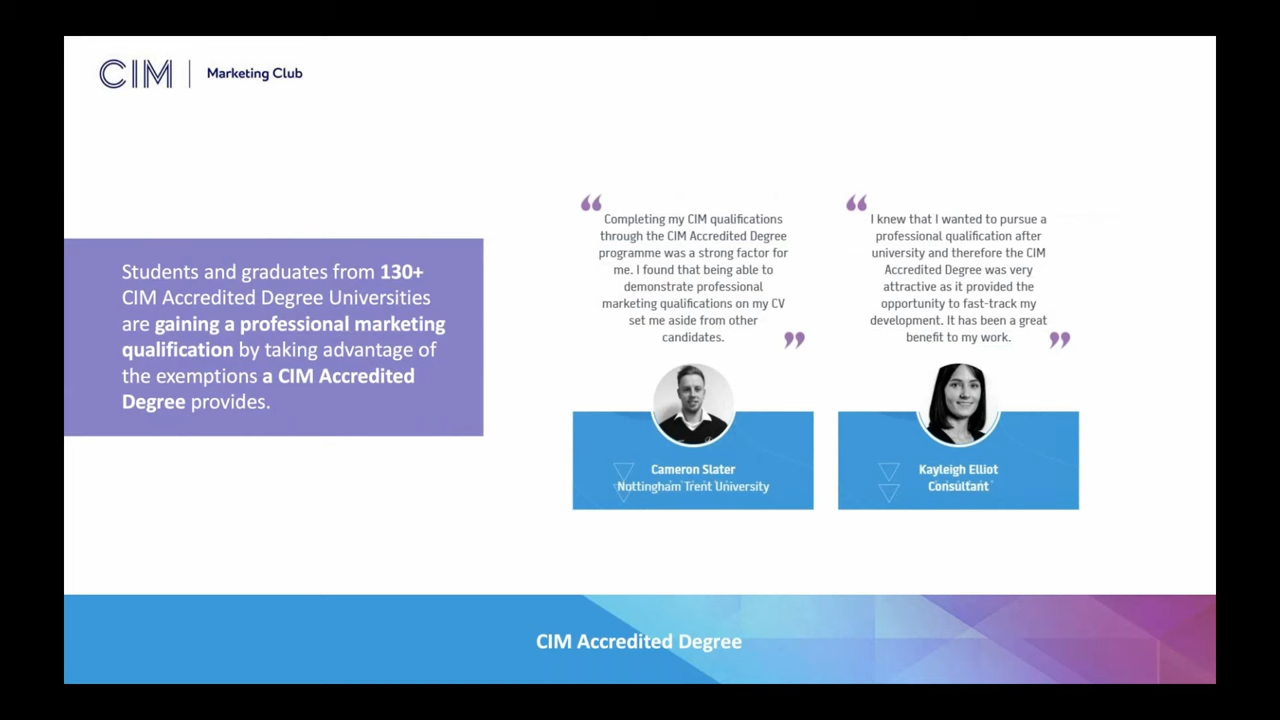 CIM | Marketing Club
Students and graduates from 130+
CIM Accredited Degree Universities
are gaining a professional marketing
qualification by taking advantage of
the exemptions a CIM Accredited
Degree provides.
“
Completing my CIM qualifications
through the CIM Accredited Degree
programme was a strong factor for
me. I found that being able to
demonstrate professional
marketing qualifications on my CV
set me aside from other
candidates.
”
Cameron Slater
Nottingham Trent University
“
I knew that I wanted to pursue a
professional qualification after
university and therefore the CIM
Accredited Degree was very
attractive as it provided the
opportunity to fast-track my
development. It has been a great
benefit to my work.
”
Kayleigh Elliot
Consultant
CIM Accredited Degree